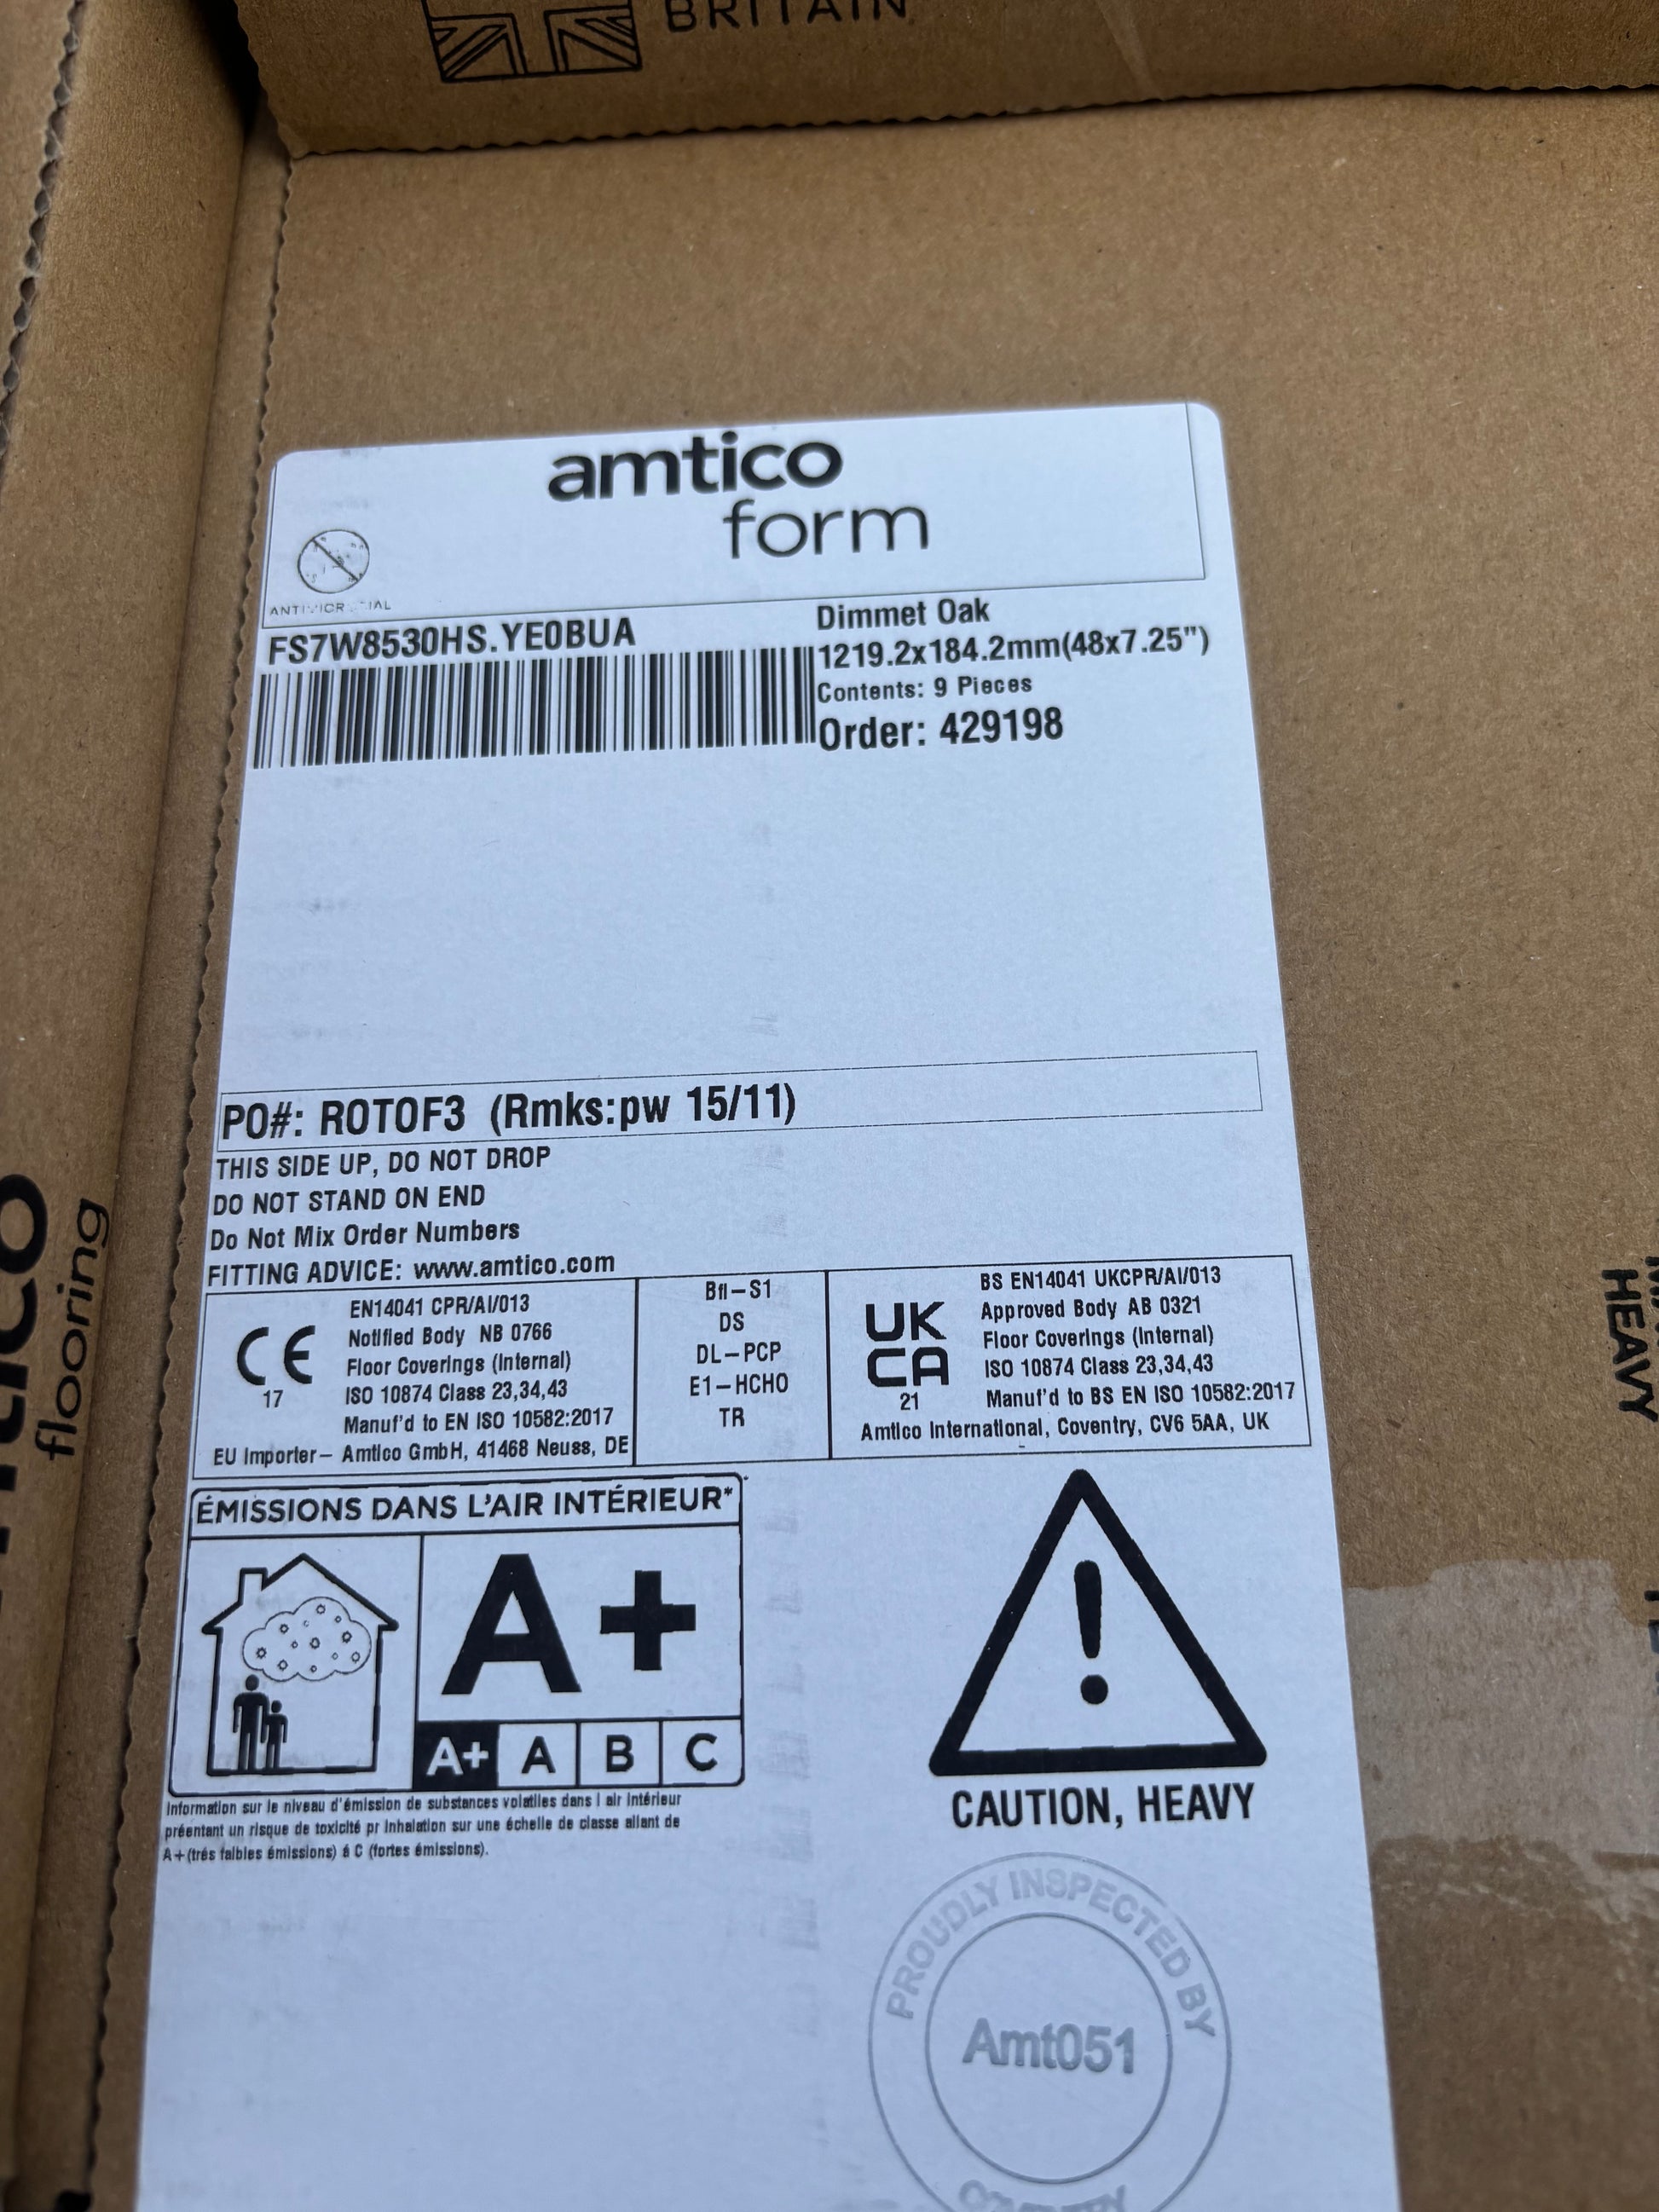 BRITAIN
amtico
form
FS7W8530HS.YE0BUA
Dimmet Oak
1219.2x184.2mm(48x7.25")
Contents: 9 Pieces
Order: 429198
PO#: ROTOF3 (Rmks:pw 15/11)
THIS SIDE UP, DO NOT DROP
DO NOT STAND ON END
Do Not Mix Order Numbers
FITTING ADVICE: www.amtico.com
CE
17
EN14041 CPR/AI/013
Notified Body NB 0766
Floor Coverings (Internal)
ISO 10874 Class 23,34,43
Manuf'd to EN ISO 10582:2017
EU Importer- Amtico GmbH, 41468 Neuss, DE
Bfl-S1
DS
DL-PCP
E1-HCHO
TR
UK
CA
21
BS EN14041 UKCPR/AI/013
Approved Body AB 0321
Floor Coverings (Internal)
ISO 10874 Class 23,34,43
Manuf'd to BS EN ISO 10582:2017
Amtico International, Coventry, CV6 5AA, UK
ÉMISSIONS DANS L'AIR INTÉRIEUR*
A+
A+ A B C
Information sur le niveau d'émission de substances volatiles dans l air intérieur
préentant un risque de toxicité pr inhalation sur une échelle de classe allant de
A+(trés faibles émissions) á C (fortes émissions).
CAUTION, HEAVY
PROUDLY INSPECTED BY
Amt051
COVENTRY
flooring
HEAVY